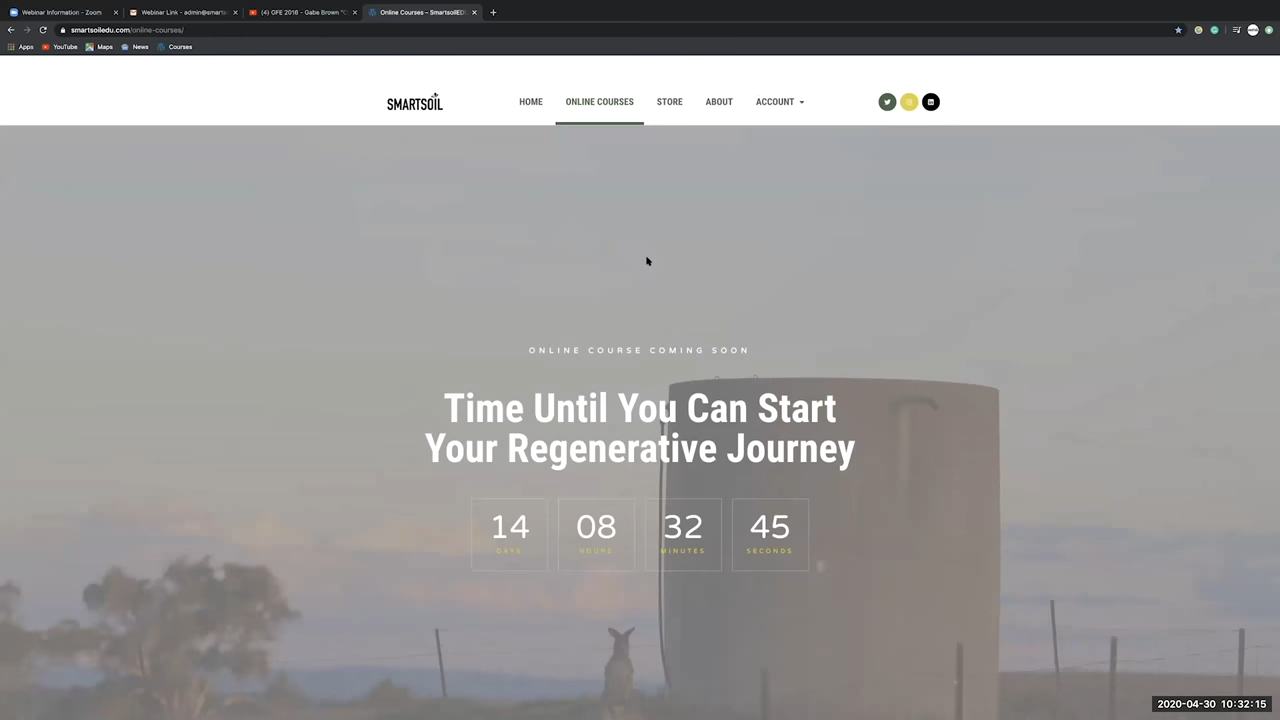 Webinar Information - Zoom
Webinar Link - admin@smarts
(4) GFE 2016 - Gabe Brown "
Online Courses – SmartsoilED
smartsoiledu.com/online-courses/
Apps
YouTube
Maps
News
Courses
SMARTSOIL
HOME
ONLINE COURSES
STORE
ABOUT
ACCOUNT
ONLINE COURSE COMING SOON
Time Until You Can Start
Your Regenerative Journey
14
08
32
45
DAYS
HOURS
MINUTES
SECONDS
2020-04-30 10:32:15